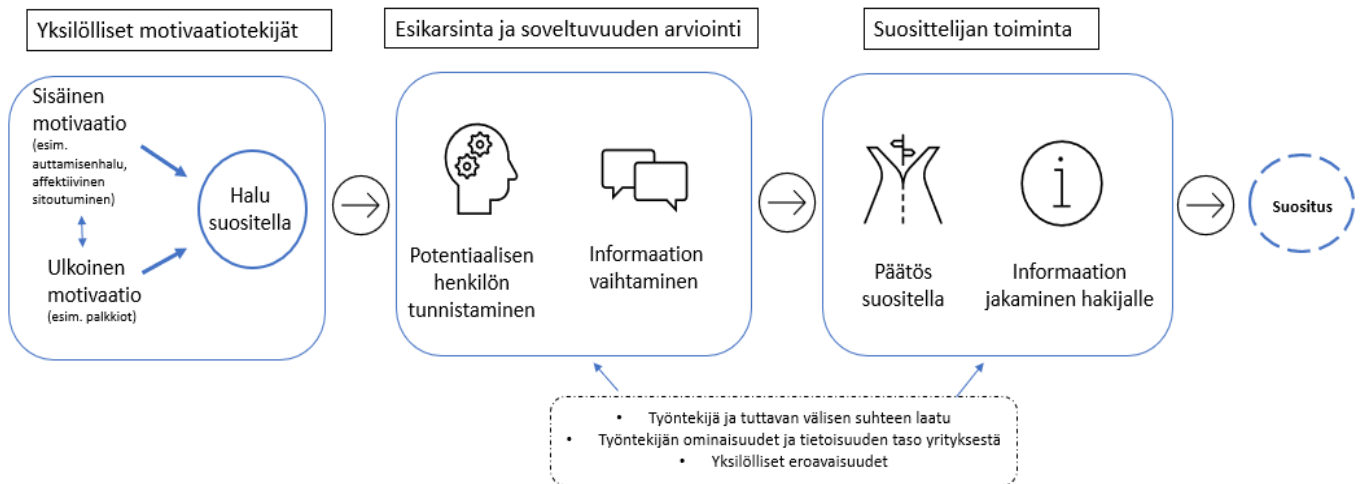 Yksilölliset motivaatiotekijät
Esikarsinta ja soveltuvuuden arviointi
Suosittelijan toiminta
Sisäinen
motivaatio
(esim.
auttamisenhalu,
affektiivinen
sitoutuminen)
Ulkoinen
motivaatio
(esim. palkkiot)
Halu
suositella
Potentiaalisen
henkilön
tunnistaminen
Informaation
vaihtaminen
Päätös
suositella
Informaation
jakaminen hakijalle
Suositus
• Työntekijä ja tuttavan välisen suhteen laatu
• Työntekijän ominaisuudet ja tietoisuuden taso yrityksestä
• Yksilölliset eroavaisuudet